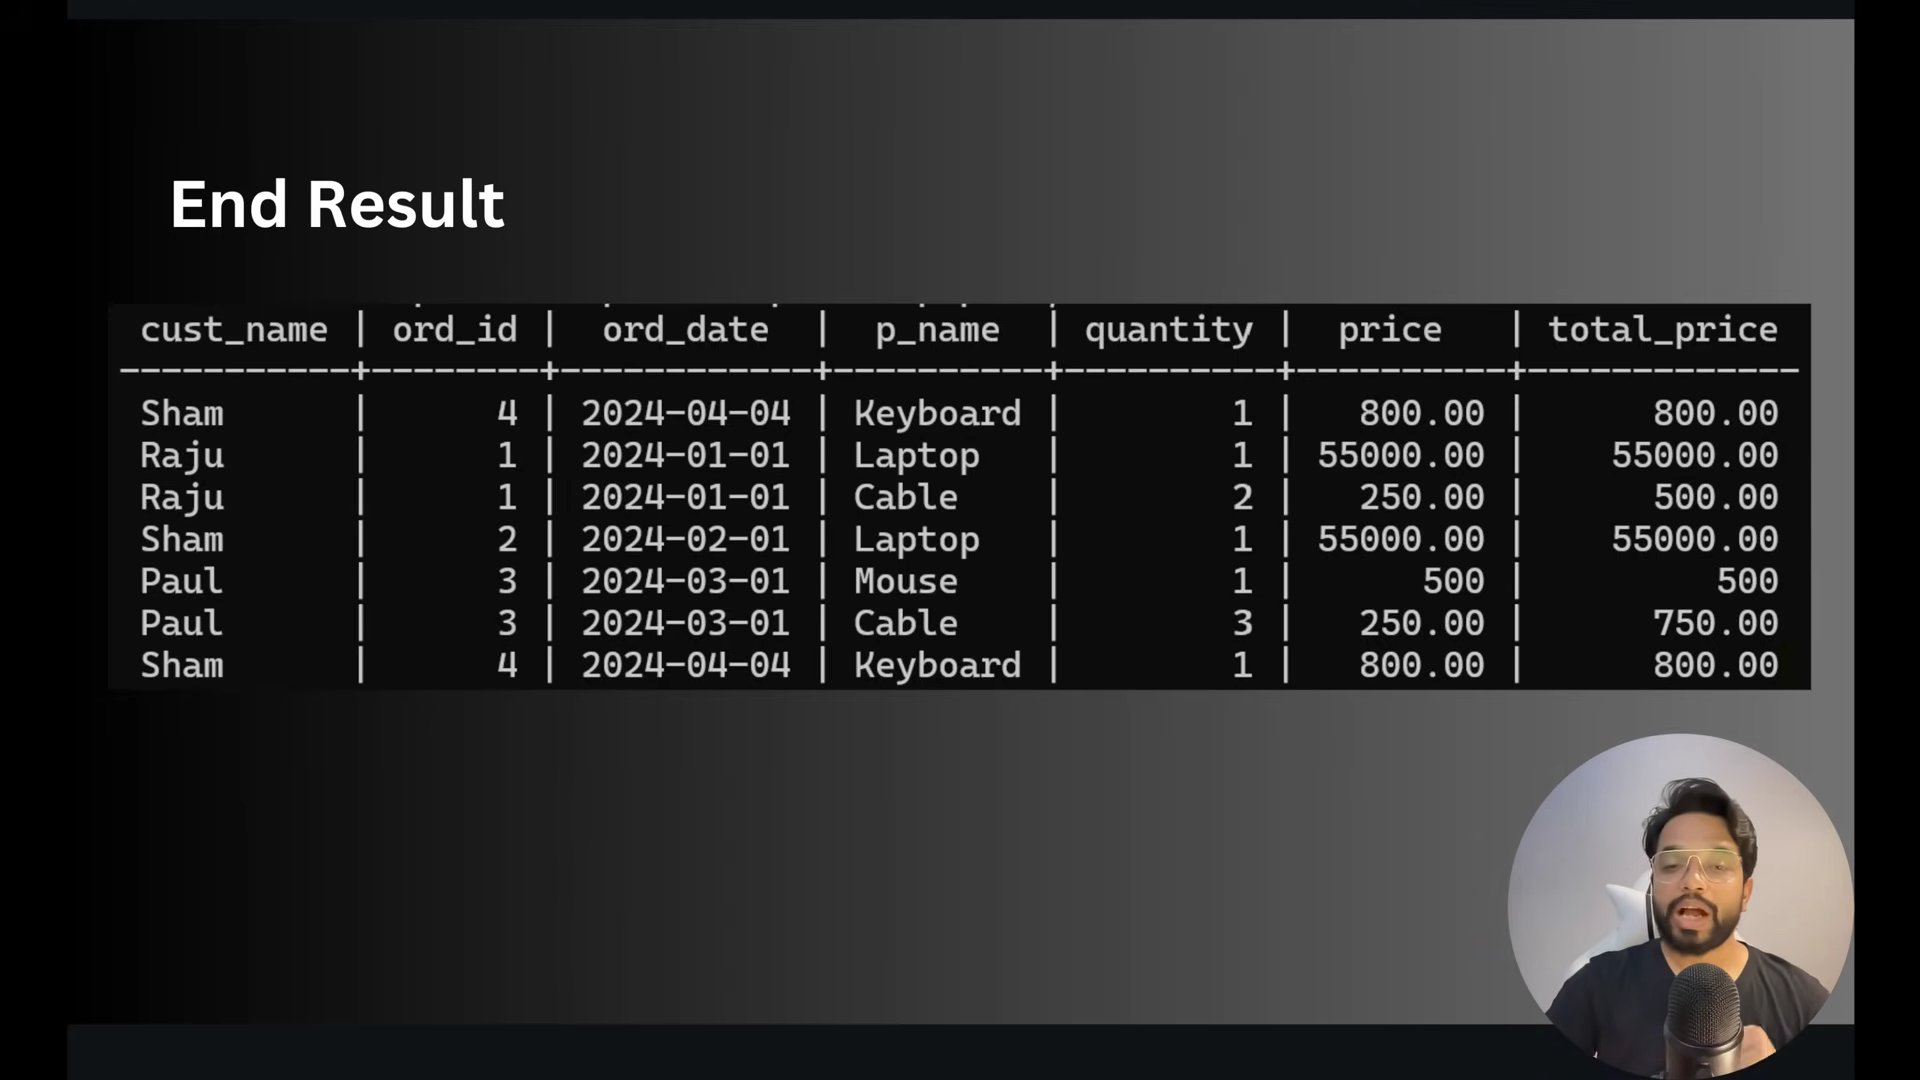 End Result
cust_name | ord_id | ord_date | p_name | quantity | price | total_price
-----------+--------+------------+----------+----------+----------+-------------
Sham | 4 | 2024-04-04 | Keyboard | 1 | 800.00 | 800.00
Raju | 1 | 2024-01-01 | Laptop | 1 | 55000.00 | 55000.00
Raju | 1 | 2024-01-01 | Cable | 2 | 250.00 | 500.00
Sham | 2 | 2024-02-01 | Laptop | 1 | 55000.00 | 55000.00
Paul | 3 | 2024-03-01 | Mouse | 1 | 500 | 500
Paul | 3 | 2024-03-01 | Cable | 3 | 250.00 | 750.00
Sham | 4 | 2024-04-04 | Keyboard | 1 | 800.00 | 800.00